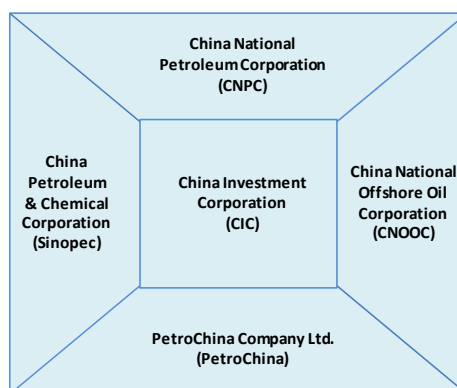 China National
Petroleum Corporation
(CNPC)
China
Petroleum
& Chemical
Corporation
(Sinopec)
China Investment
Corporation
(CIC)
China National
Offshore Oil
Corporation
(CNOOC)
PetroChina Company Ltd.
(PetroChina)